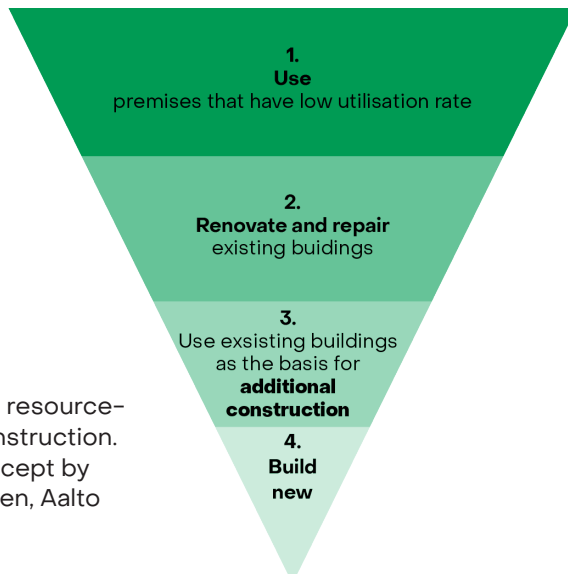 1.
Use
premises that have low utilisation rate
2.
Renovate and repair
existing buidings
3.
Use exsisting buildings
as the basis for
additional
construction
4.
Build
new
resource-
nstruction.
cept by
en, Aalto